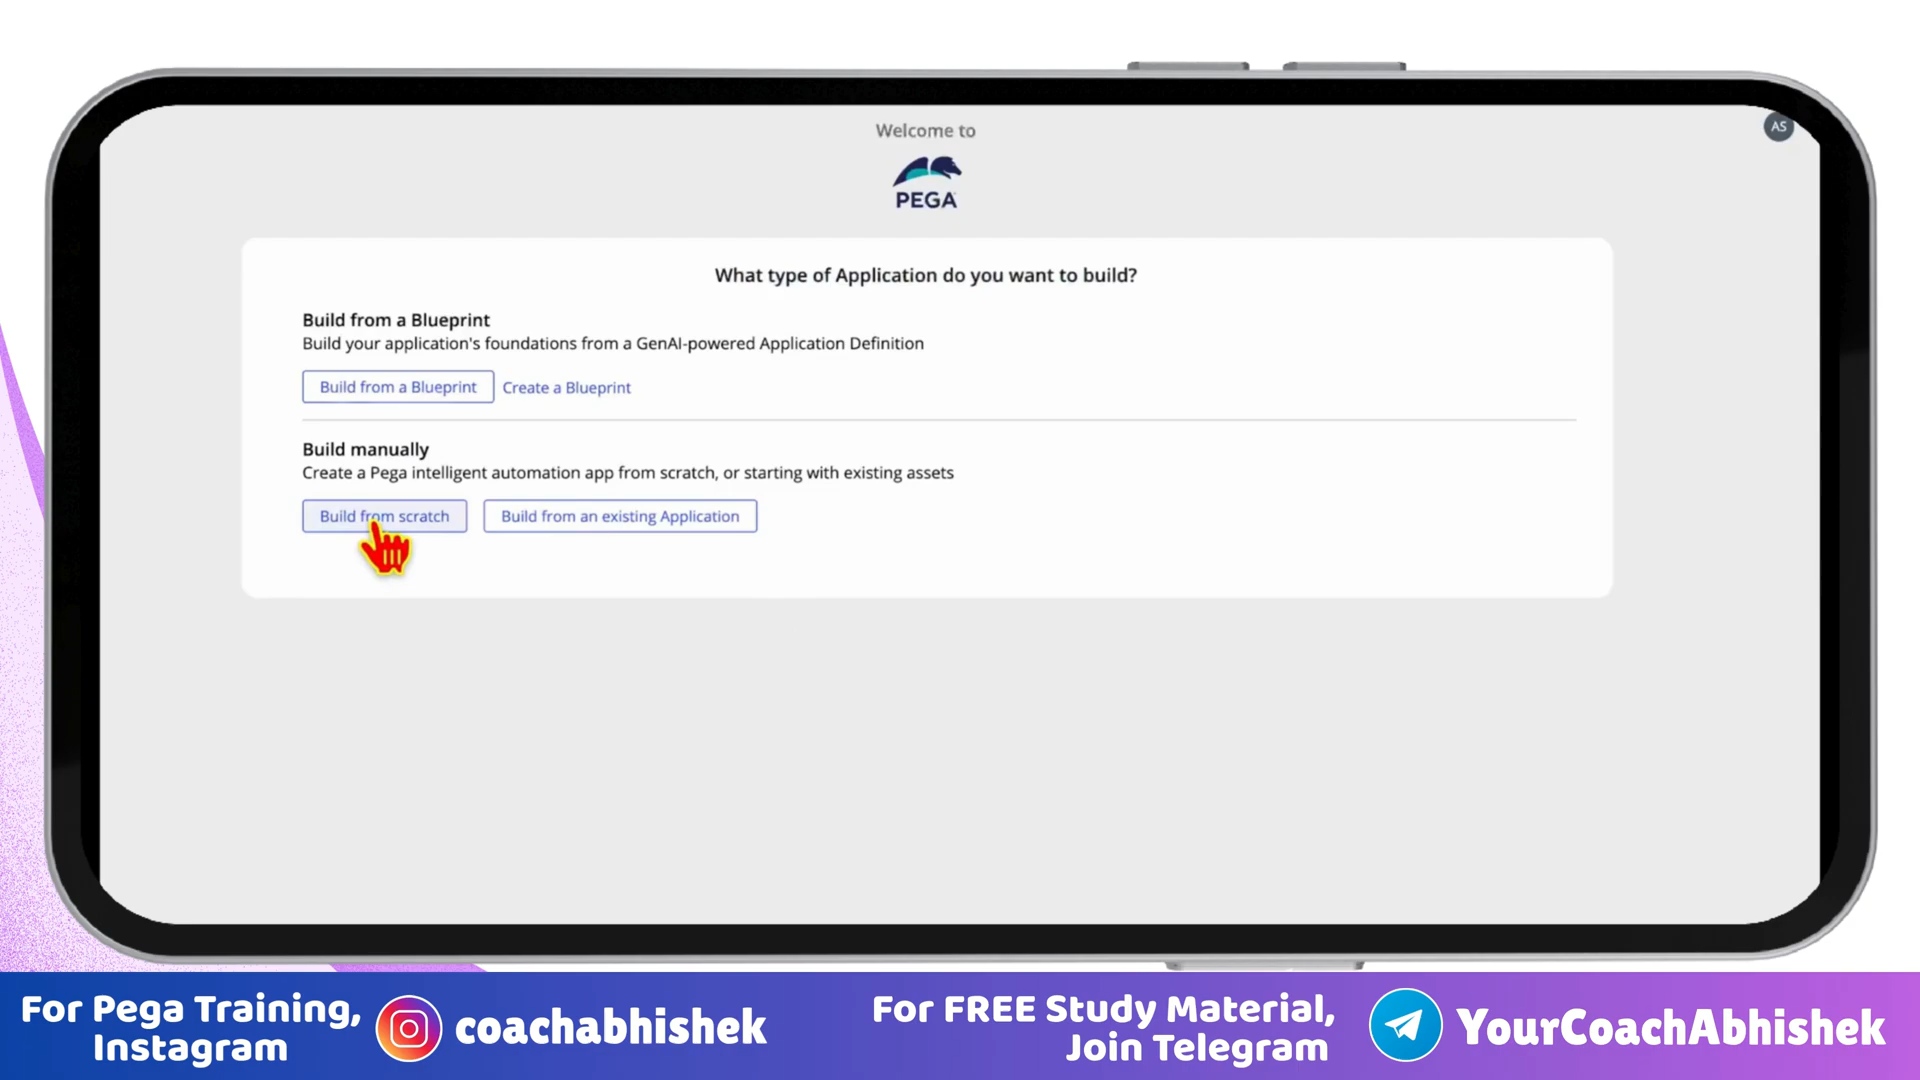 Welcome to
AS
PEGA
What type of Application do you want to build?
Build from a Blueprint
Build your application's foundations from a GenAI-powered Application Definition
Build from a Blueprint Create a Blueprint
Build manually
Create a Pega intelligent automation app from scratch, or starting with existing assets
Build from scratch Build from an existing Application
For Pega Training,
Instagram
coachabhishek
For FREE Study Material,
Join Telegram
YourCoachAbhishek